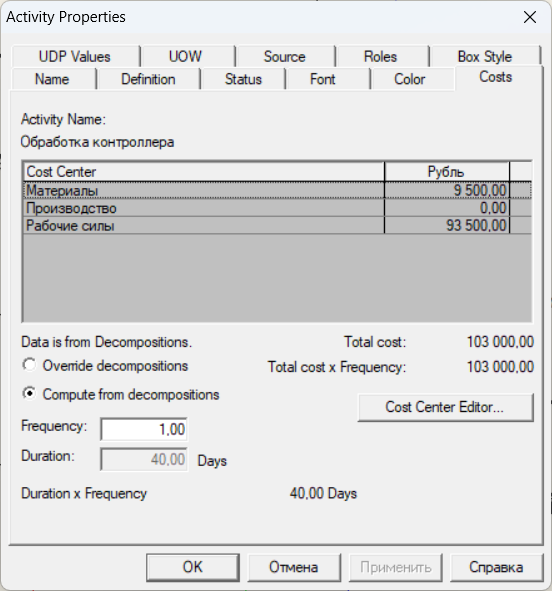 Activity Properties
UDP Values UOW Source Roles Box Style
Name Definition Status Font Color Costs
Activity Name:
Обработка контроллера
Cost Center Рубль
Материалы 9 500,00
Производство 0,00
Рабочие силы 93 500,00
Data is from Decompositions. Total cost: 103 000,00
Override decompositions Total cost x Frequency: 103 000,00
Compute from decompositions
Cost Center Editor...
Frequency: 1,00
Duration: 40,00 Days
Duration x Frequency 40,00 Days
OK Отмена Применить Справка